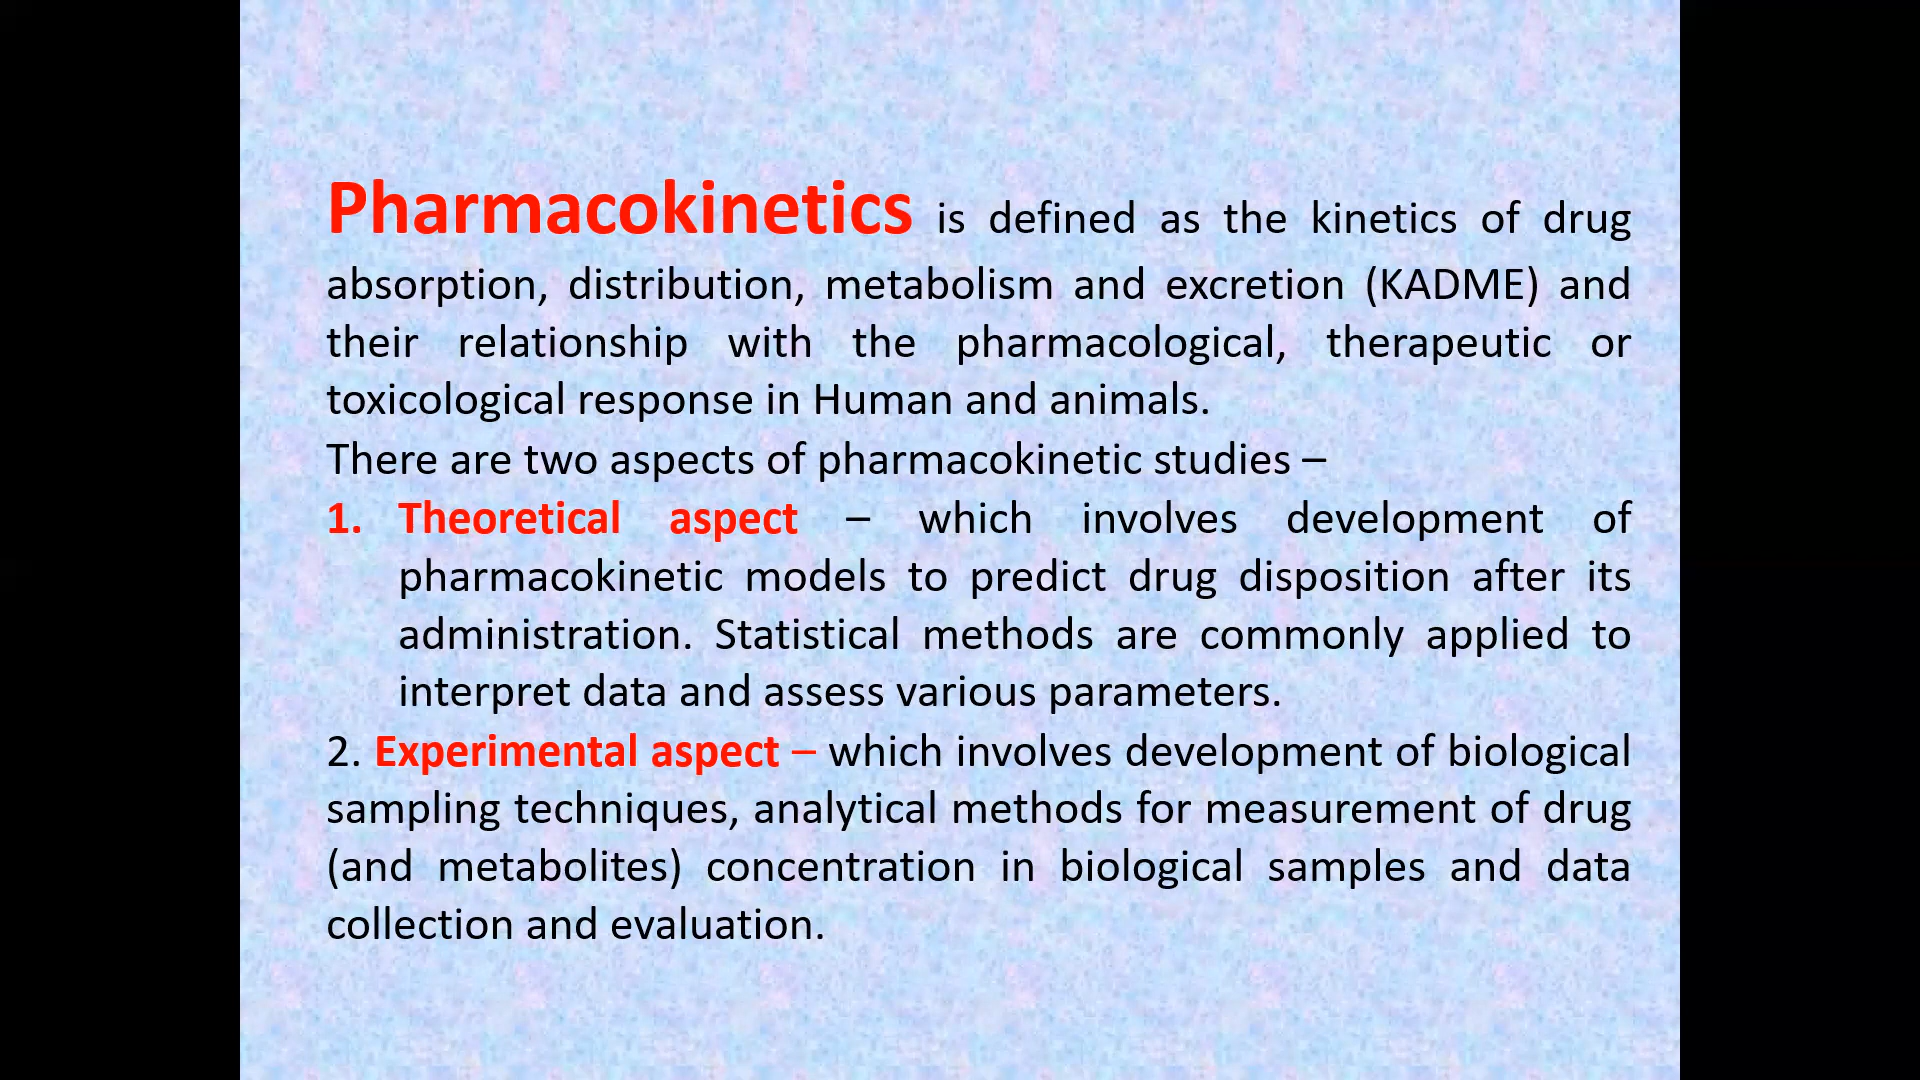 Pharmacokinetics is defined as the kinetics of drug
absorption, distribution, metabolism and excretion (KADME) and
their relationship with the pharmacological, therapeutic or
toxicological response in Human and animals.
There are two aspects of pharmacokinetic studies –
1. Theoretical aspect – which involves development of
pharmacokinetic models to predict drug disposition after its
administration. Statistical methods are commonly applied to
interpret data and assess various parameters.
2. Experimental aspect – which involves development of biological
sampling techniques, analytical methods for measurement of drug
(and metabolites) concentration in biological samples and data
collection and evaluation.